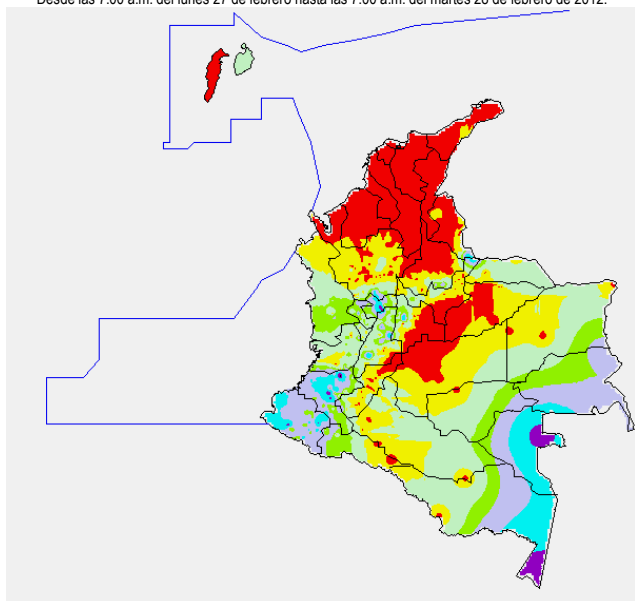 Desde las 7:00 a.m. del lunes 27 de febrero hasta las 7:00 a.m. del martes 28 de febrero de 2012.